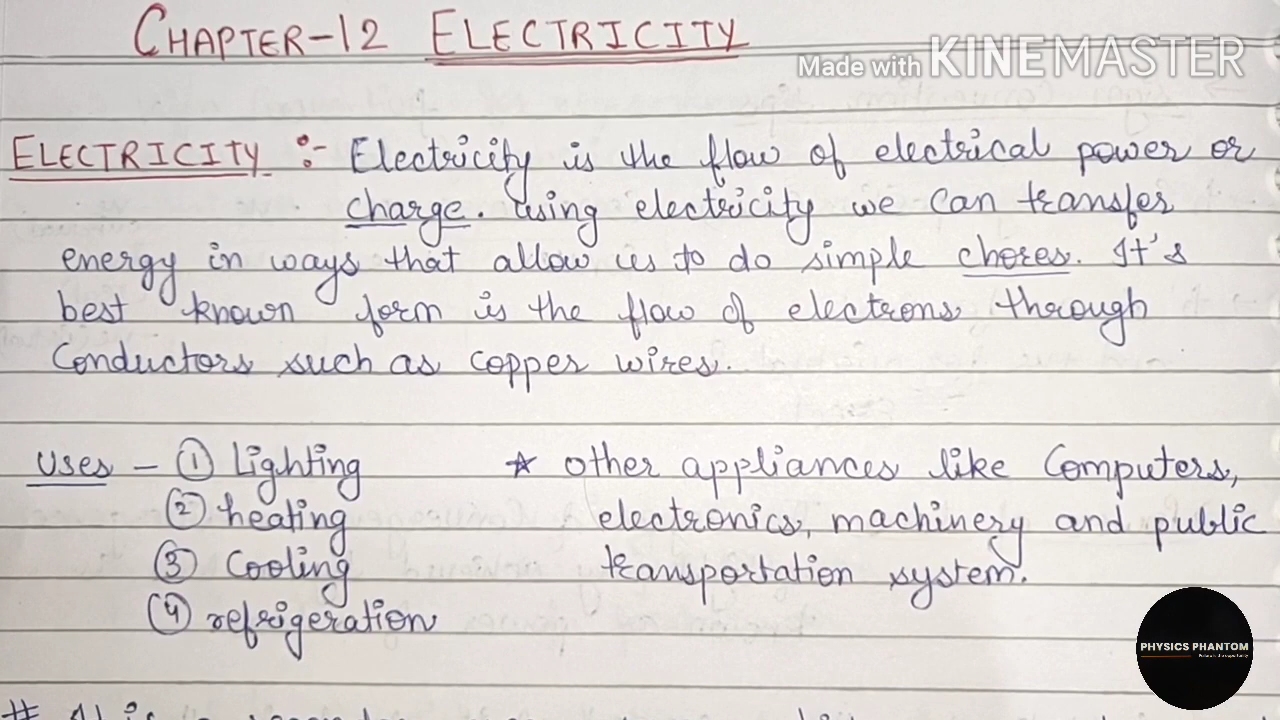 CHAPTER-12 ELECTRICITY
Made with KINEMASTER
ELECTRICITY :- Electricity is the flow of electrical power or
charge. Using electricity we can transfer
energy in ways that allow us to do simple chores. It's
best known form is the flow of electrons through
Conductors such as copper wires.
Uses - ① Lighting
② heating
③ Cooling
④ refrigeration
☆ other appliances like Computers,
electronics, machinery and public
transportation system.
PHYSICS PHANTOM
#